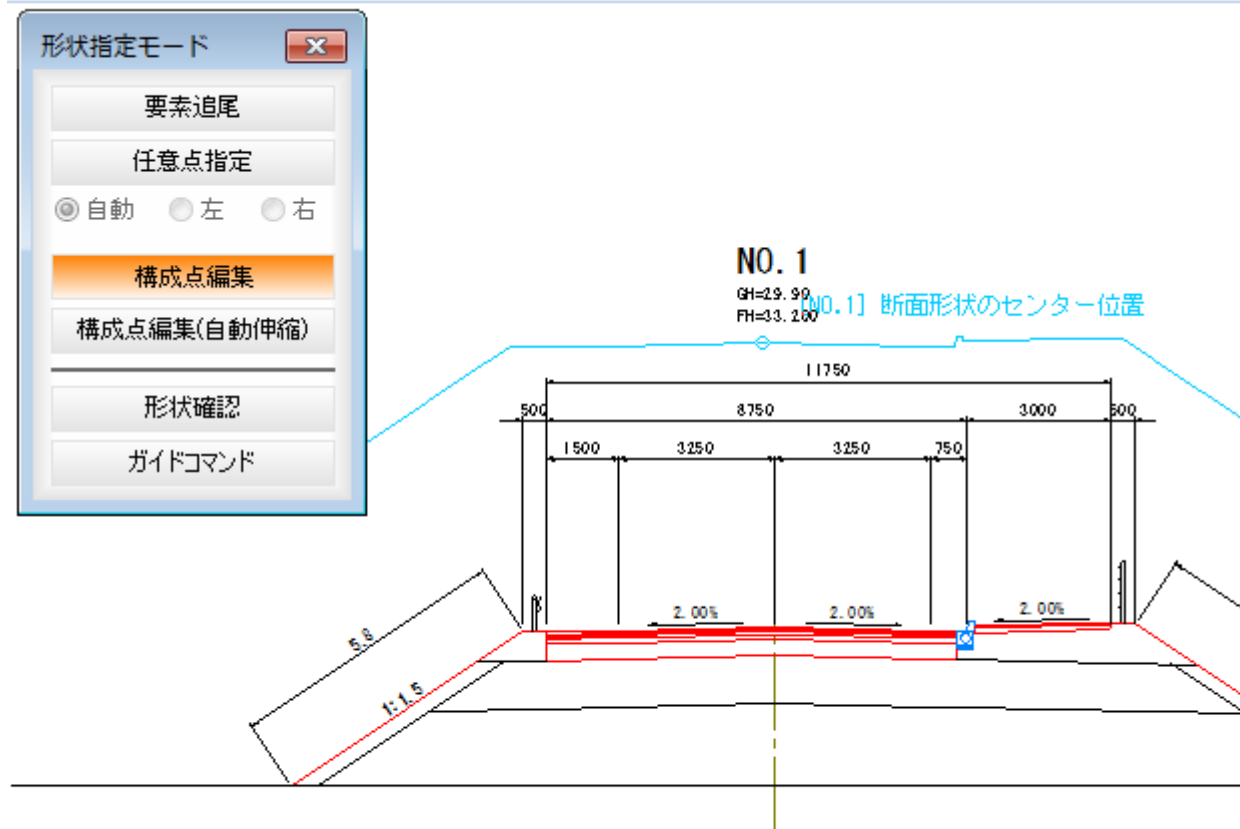 形状指定モード
要素追尾
任意点指定
自動 左 右
構成点編集
構成点編集(自動伸縮)
形状確認
ガイドコマンド
NO. 1
GH=29.99
FH=33.200
[NO.1] 断面形状のセンター位置
11750
500 8750 3000 500
1500 3250 3250 750
2.00% 2.00% 2.00%
5.8
1:1.5